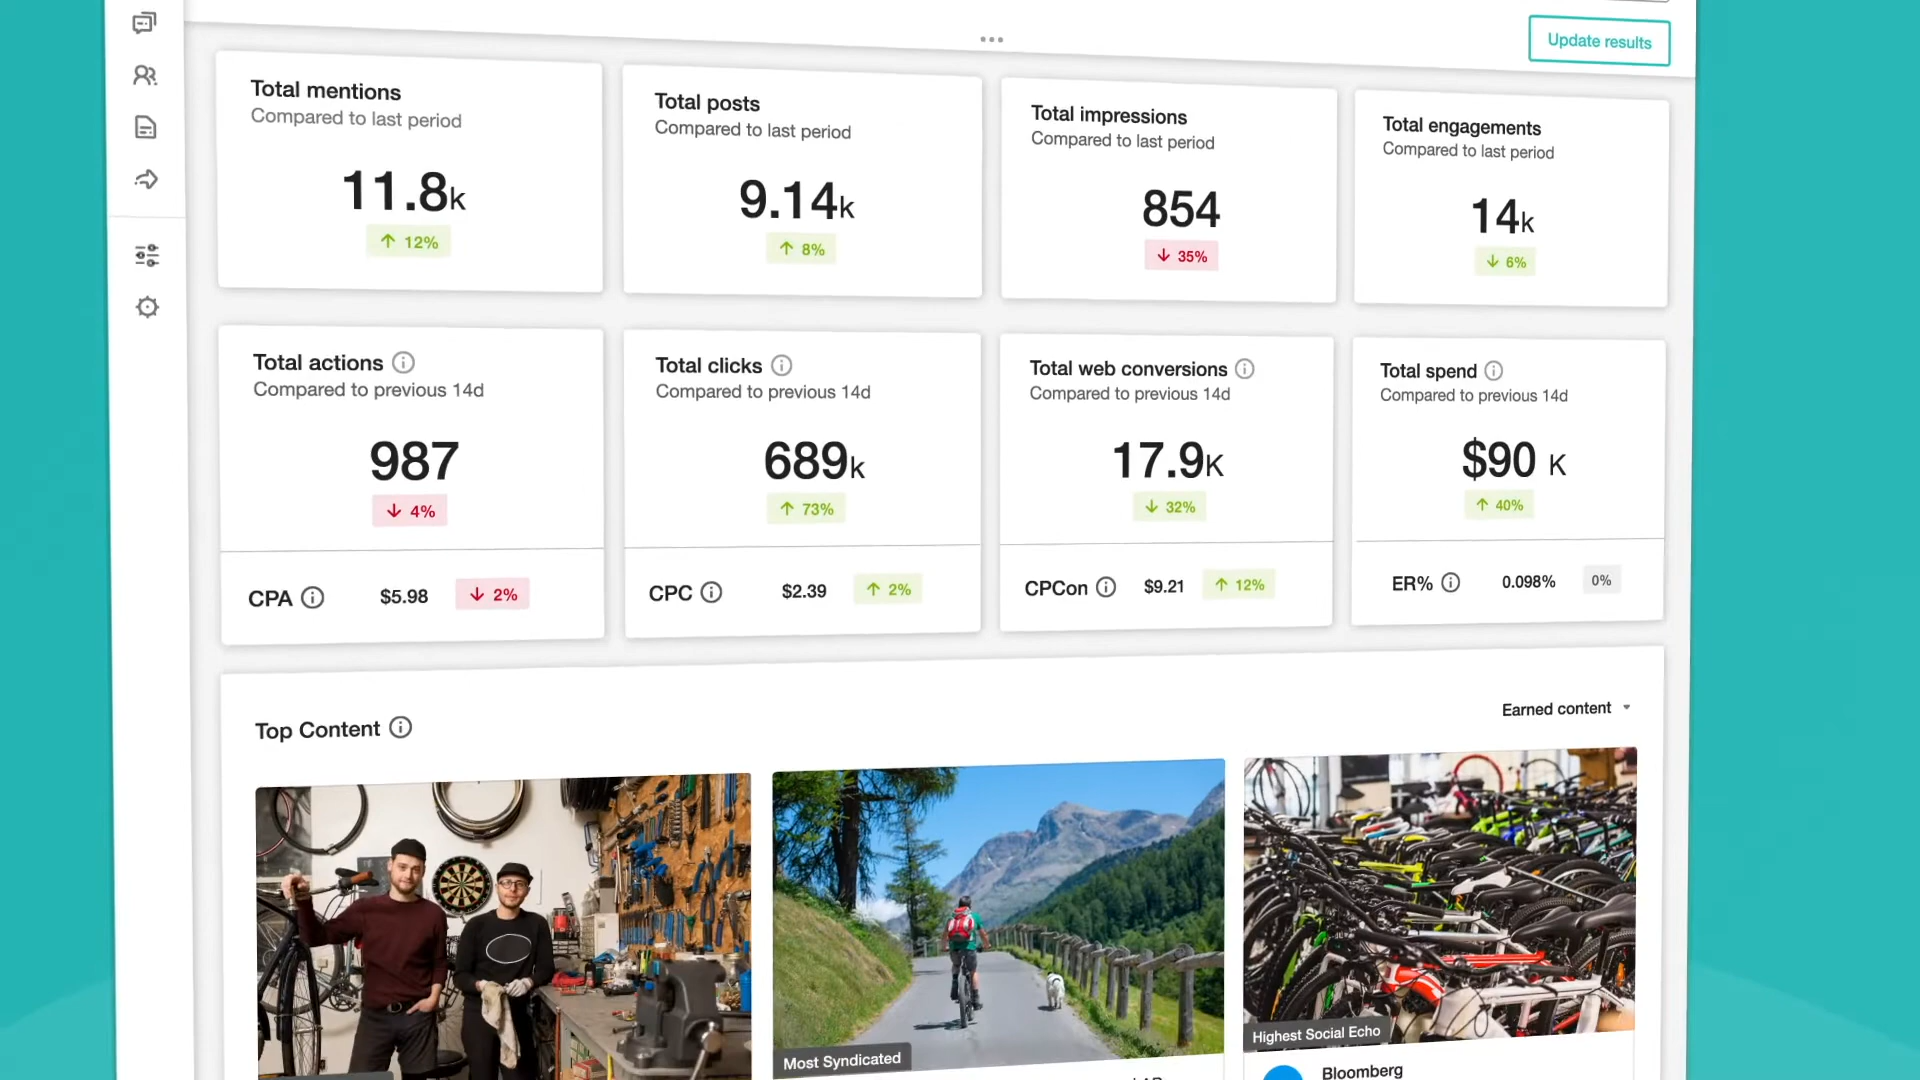 Update results
Total mentions
Compared to last period
11.8k
↑ 12%
Total posts
Compared to last period
9.14k
↑ 8%
Total impressions
Compared to last period
854
↓ 35%
Total engagements
Compared to last period
14k
↓ 6%
Total actions
Compared to previous 14d
987
↓ 4%
CPA $5.98 ↓ 2%
Total clicks
Compared to previous 14d
689k
↑ 73%
CPC $2.39 ↑ 2%
Total web conversions
Compared to previous 14d
17.9K
↓ 32%
CPCon $9.21 ↑ 12%
Total spend
Compared to previous 14d
$90 K
↑ 40%
ER% 0.098% 0%
Top Content
Earned content
Most Syndicated
Highest Social Echo
Bloomberg